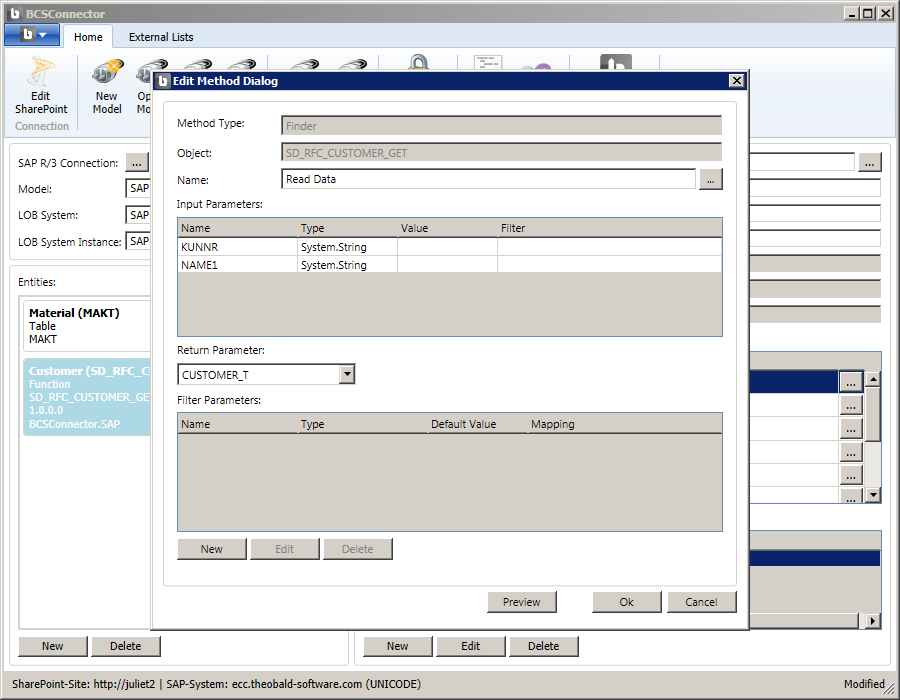 BCSConnector
Home
External Lists
Edit SharePoint
New Model
Connection
Edit Method Dialog
Method Type:
Finder
Object:
SD_RFC_CUSTOMER_GET
Name:
Read Data
...
Input Parameters:
Name Type Value Filter
KUNNR System.String
NAME1 System.String
Return Parameter:
CUSTOMER_T
Filter Parameters:
Name Type Default Value Mapping
New Edit Delete
Preview Ok Cancel
SAP R/3 Connection: ...
Model: SAP
LOB System: SAP
LOB System Instance: SAP
...
Entities:
Material (MAKT)
Table
MAKT
Customer (SD_RFC_C
Function
SD_RFC_CUSTOMER_GET
1.0.0.0
BCSConnector.SAP
...
...
...
...
...
...
New Delete
New Edit Delete
SharePoint-Site: http://juliet2 | SAP-System: ecc.theobald-software.com (UNICODE)
Modified